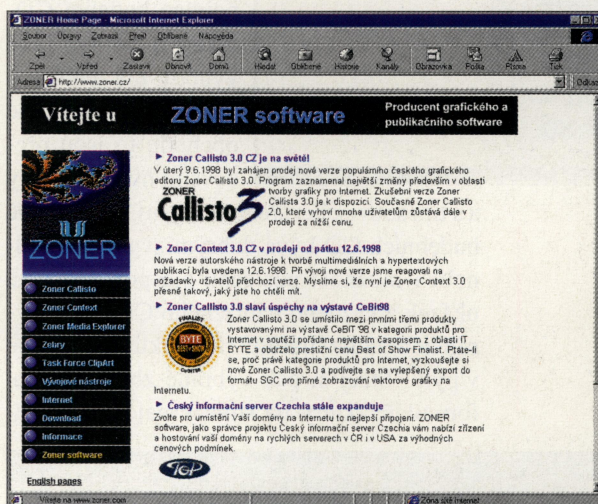 ZONER Home Page - Microsoft Internet Explorer
Soubor Úpravy Zobrazit Přejít Oblíbené Nápověda
Zpět Vpřed Zastavit Obnovit Domů Hledat Oblíbené Historie Kanály Obrazovka Pošta Písma Tisk
Adresa http://www.zoner.cz/ Odkaz
Vítejte u ZONER software
Producent grafického a
publikačního software
ZONER
Zoner Callisto
Zoner Context
Zoner Media Explorer
Zebry
Task Force ClipArt
Vývojové nástroje
Internet
Download
Informace
Zoner software
English pages
Zoner Callisto 3.0 CZ je na světě!
V úterý 9.6.1998 byl zahájen prodej nové verze populárního českého grafického
editoru Zoner Callisto 3.0. Program zaznamenal největší změny především v oblasti
tvorby grafiky pro Internet. Zkušební verze Zoner
Callista 3.0 je k dispozici. Současně Zoner Callisto
2.0, které vyhoví mnoha uživatelům zůstává dále v
prodeji za nižší cenu.
ZONER
Callisto 3
Zoner Context 3.0 CZ v prodeji od pátku 12.6.1998
Nová verze autorského nástroje k tvorbě multimediálních a hypertextových
publikací byla uvedena 12.6.1998. Při vývoji nové verze jsme reagovali na
požadavky uživatelů předchozí verze. Myslíme si, že nyní je Zoner Context 3.0
přesně takový, jaký jste ho chtěli mít.
Zoner Callisto 3.0 slaví úspěchy na výstavě CeBit98
FINALIST
BYTE
BEST OF SHOW
CeBIT98
Zoner Callisto 3.0 se umístilo mezi prvními třemi produkty
vystavovanými na výstavě CeBIT '98 v kategorii produktů pro
Internet v soutěži pořádané největším časopisem z oblasti IT
BYTE a obdrželo prestižní cenu Best of Show Finalist. Ptáte-li
se, proč právě kategorie produktů pro Internet, vyzkoušejte si
nové Zoner Callisto 3.0 a podívejte se na vylepšený export do
formátu SGC pro přímé zobrazování vektorové grafiky na
Internetu.
Český informační server Czechia stále expanduje
Zvolte pro umístění Vaší domény na Internetu to nejlepší připojení. ZONER
software, jako správce projektu Český informační server Czechia vám nabízí zřízení
a hostování vaší domény na rychlých serverech v ČR i v USA za výhodných
cenových podmínek.
TOP
Vítejte na www.zoner.com
Zóna sítě Internet